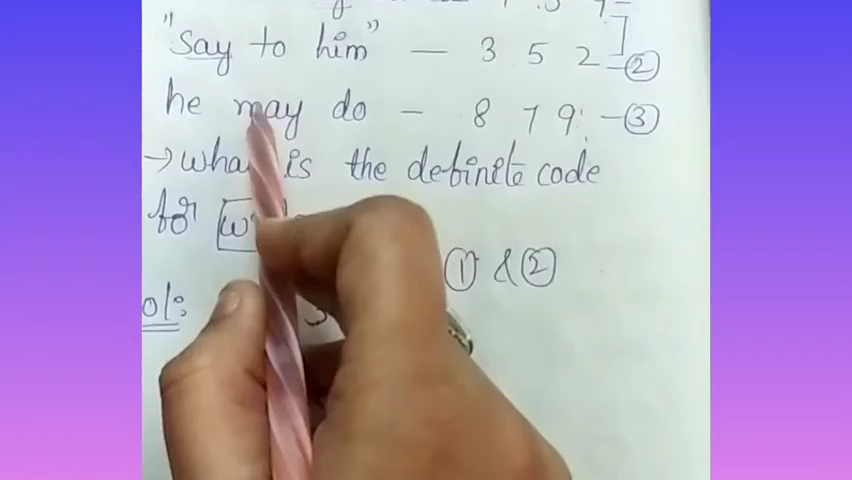 "say to him" — 3 5 2 - ②
he may do - 8 7 9 - ③
→ what is the definite code
for
① & ②
ol: